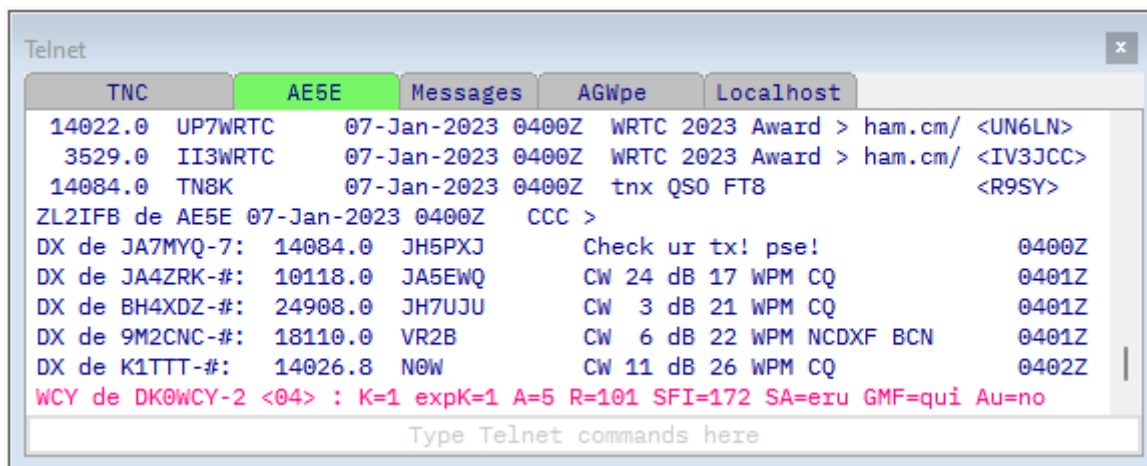 Telnet x
TNC AE5E Messages AGWpe Localhost
14022.0 UP7WRTC 07-Jan-2023 0400Z WRTC 2023 Award > ham.cm/ <UN6LN>
3529.0 II3WRTC 07-Jan-2023 0400Z WRTC 2023 Award > ham.cm/ <IV3JCC>
14084.0 TN8K 07-Jan-2023 0400Z tnx QSO FT8 <R9SY>
ZL2IFB de AE5E 07-Jan-2023 0400Z CCC >
DX de JA7MYQ-7: 14084.0 JH5PXJ Check ur tx! pse! 0400Z
DX de JA4ZRK-#: 10118.0 JA5EWQ CW 24 dB 17 WPM CQ 0401Z
DX de BH4XDZ-#: 24908.0 JH7UJU CW 3 dB 21 WPM CQ 0401Z
DX de 9M2CNC-#: 18110.0 VR2B CW 6 dB 22 WPM NCDXF BCN 0401Z
DX de K1TTT-#: 14026.8 N0W CW 11 dB 26 WPM CQ 0402Z
WCY de DK0WCY-2 <04> : K=1 expK=1 A=5 R=101 SFI=172 SA=eru GMF=qui Au=no
Type Telnet commands here